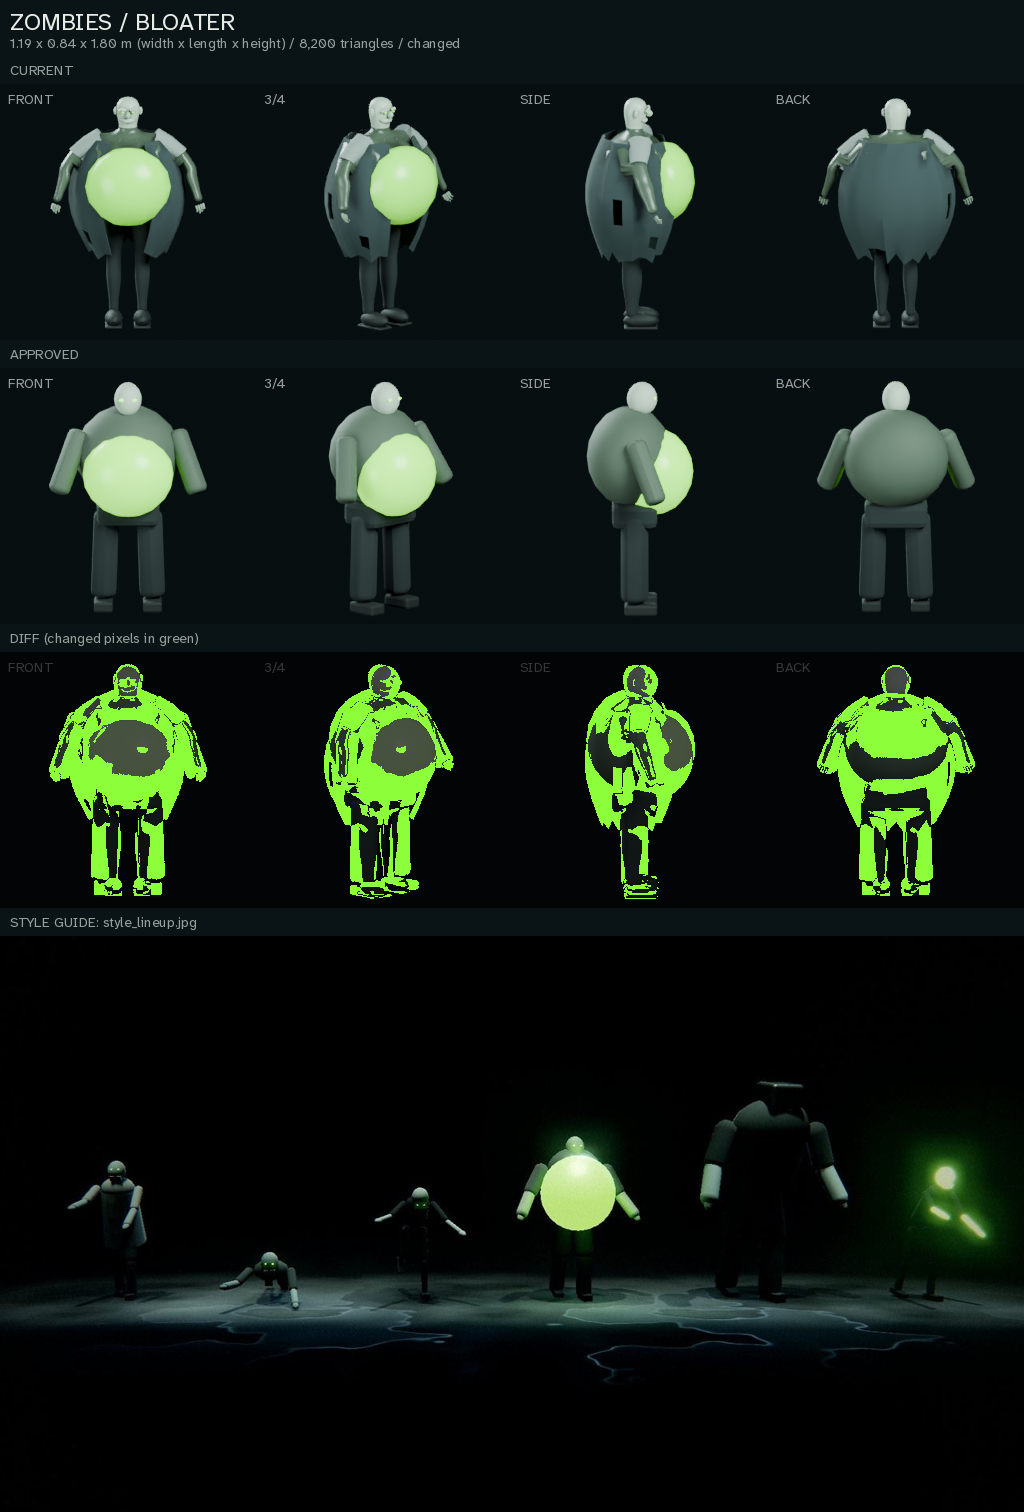 ZOMBIES / BLOATER
1.19 x 0.84 x 1.80 m (width x length x height) / 8,200 triangles / changed
CURRENT
FRONT 3/4 SIDE BACK
APPROVED
FRONT 3/4 SIDE BACK
DIFF (changed pixels in green)
FRONT 3/4 SIDE BACK
STYLE GUIDE: style_lineup.jpg